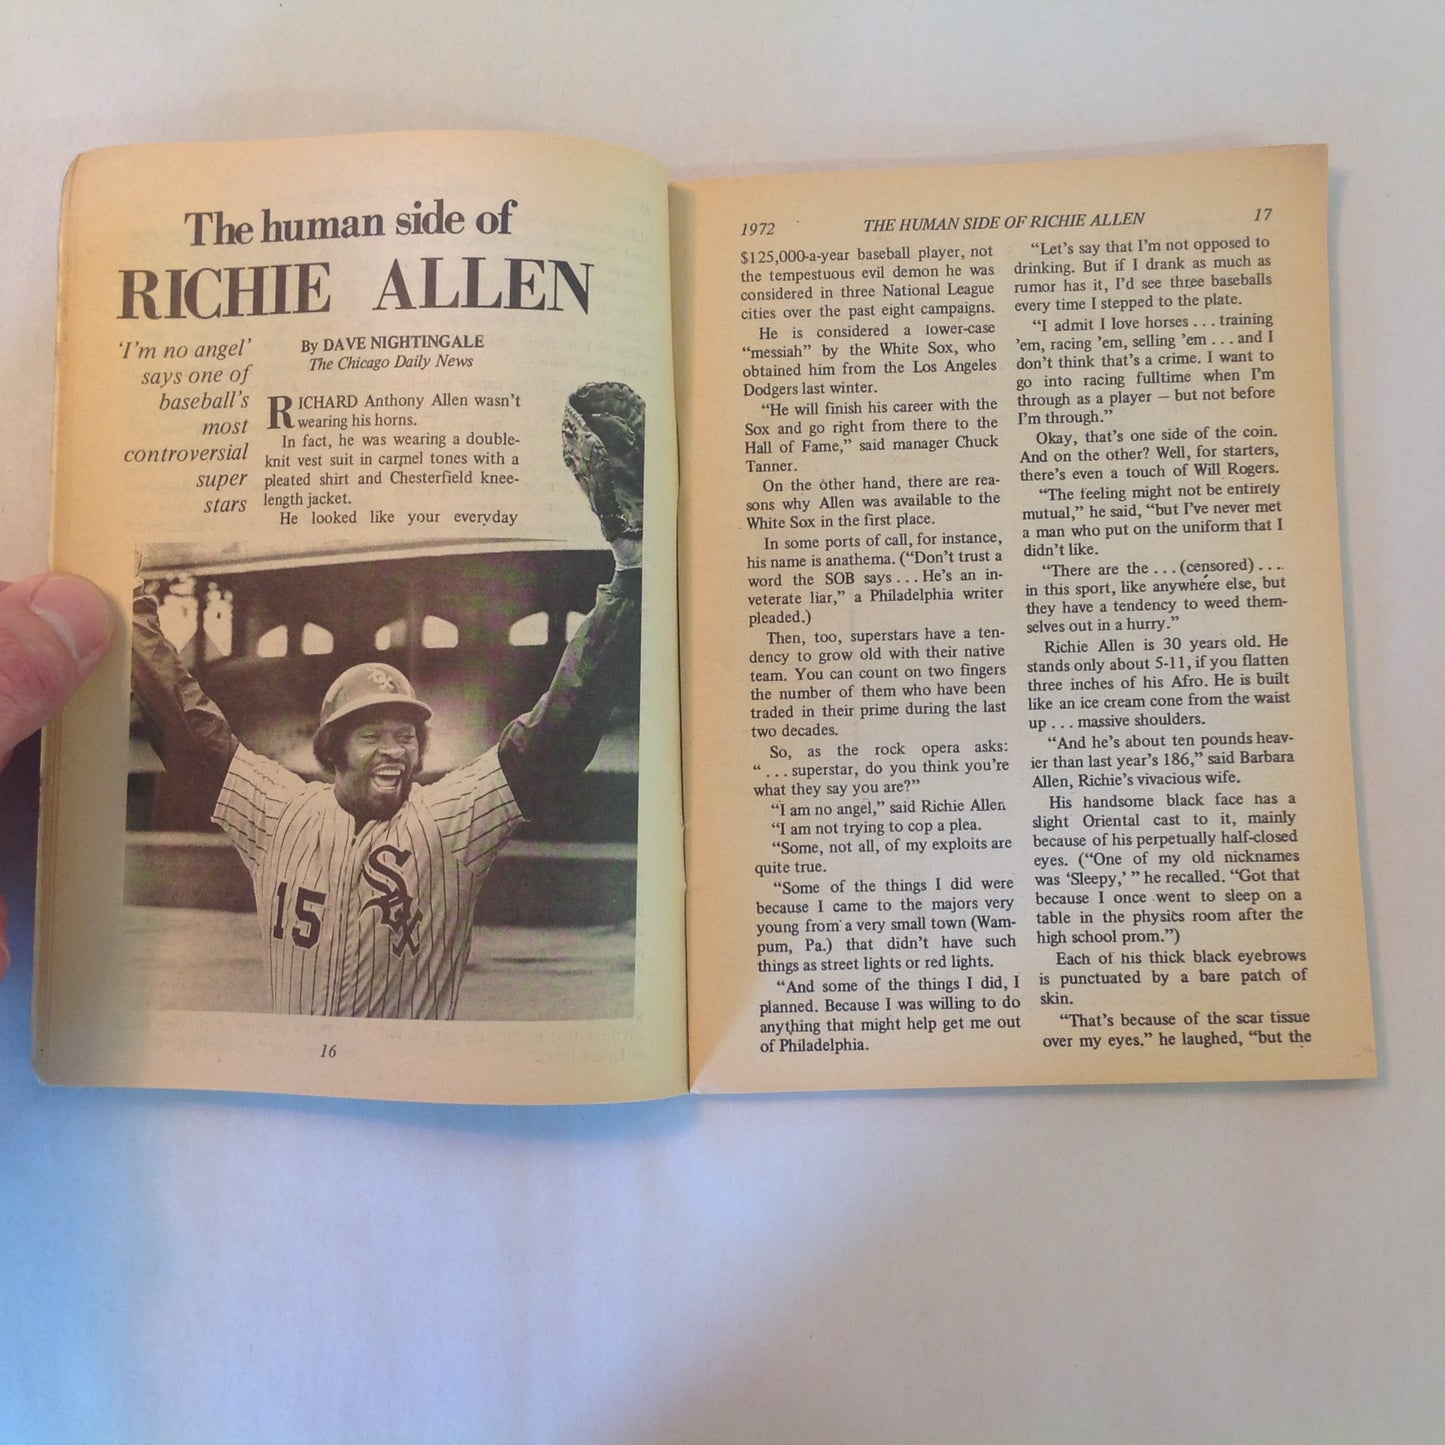 The human side of
RICHIE ALLEN
'I'm no angel'
says one of
baseball's
most
controversial
super
stars
By DAVE NIGHTINGALE
The Chicago Daily News
RICHARD Anthony Allen wasn't
wearing his horns.
In fact, he was wearing a double-
knit vest suit in carmel tones with a
pleated shirt and Chesterfield knee-
length jacket.
He looked like your everyday
15
Sox
16
1972
THE HUMAN SIDE OF RICHIE ALLEN
17
$125,000-a-year baseball player, not
the tempestuous evil demon he was
considered in three National League
cities over the past eight campaigns.
He is considered a lower-case
“messiah” by the White Sox, who
obtained him from the Los Angeles
Dodgers last winter.
“He will finish his career with the
Sox and go right from there to the
Hall of Fame,” said manager Chuck
Tanner.
On the other hand, there are rea-
sons why Allen was available to the
White Sox in the first place.
In some ports of call, for instance,
his name is anathema. (“Don't trust a
word the SOB says . . . He's an in-
veterate liar,” a Philadelphia writer
pleaded.)
Then, too, superstars have a ten-
dency to grow old with their native
team. You can count on two fingers
the number of them who have been
traded in their prime during the last
two decades.
So, as the rock opera asks:
“ . . . superstar, do you think you're
what they say you are?”
“I am no angel,” said Richie Allen
“I am not trying to cop a plea.
“Some, not all, of my exploits are
quite true.
“Some of the things I did were
because I came to the majors very
young from a very small town (Wam-
pum, Pa.) that didn't have such
things as street lights or red lights.
“And some of the things I did, I
planned. Because I was willing to do
anything that might help get me out
of Philadelphia.
“Let's say that I'm not opposed to
drinking. But if I drank as much as
rumor has it, I'd see three baseballs
every time I stepped to the plate.
“I admit I love horses . . . training
'em, racing 'em, selling 'em . . . and I
don't think that's a crime. I want to
go into racing fulltime when I'm
through as a player — but not before
I'm through.”
Okay, that's one side of the coin.
And on the other? Well, for starters,
there's even a touch of Will Rogers.
“The feeling might not be entirely
mutual,” he said, “but I've never met
a man who put on the uniform that I
didn't like.
“There are the . . . (censored) . . .
in this sport, like anywhere else, but
they have a tendency to weed them-
selves out in a hurry.”
Richie Allen is 30 years old. He
stands only about 5-11, if you flatten
three inches of his Afro. He is built
like an ice cream cone from the waist
up . . . massive shoulders.
“And he's about ten pounds heav-
ier than last year's 186,” said Barbara
Allen, Richie's vivacious wife.
His handsome black face has a
slight Oriental cast to it, mainly
because of his perpetually half-closed
eyes. (“One of my old nicknames
was ‘Sleepy,’ ” he recalled. “Got that
because I once went to sleep on a
table in the physics room after the
high school prom.”)
Each of his thick black eyebrows
is punctuated by a bare patch of
skin.
“That's because of the scar tissue
over my eyes,” he laughed, “but the